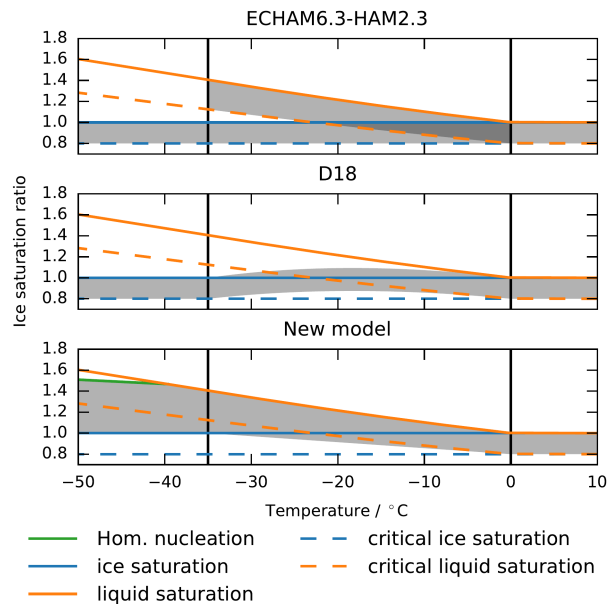 ECHAM6.3-HAM2.3
1.8
1.6
1.4
1.2
1.0
0.8
D18
1.8
1.6
1.4
1.2
1.0
0.8
Ice saturation ratio
New model
1.8
1.6
1.4
1.2
1.0
0.8
−50 −40 −30 −20 −10 0 10
Temperature / °C
Hom. nucleation
ice saturation
liquid saturation
critical ice saturation
critical liquid saturation